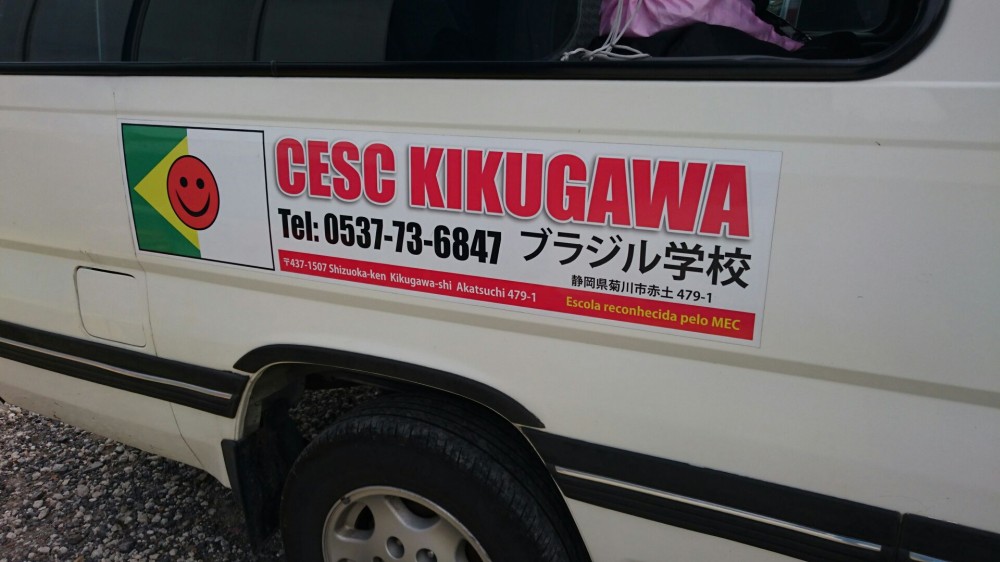 CESC KIKUGAWA
Tel: 0537-73-6847 ブラジル学校
静岡県菊川市赤土 479-1
〒437-1507 Shizuoka-ken Kikugawa-shi Akatsuchi 479-1 Escola reconhecida pelo MEC